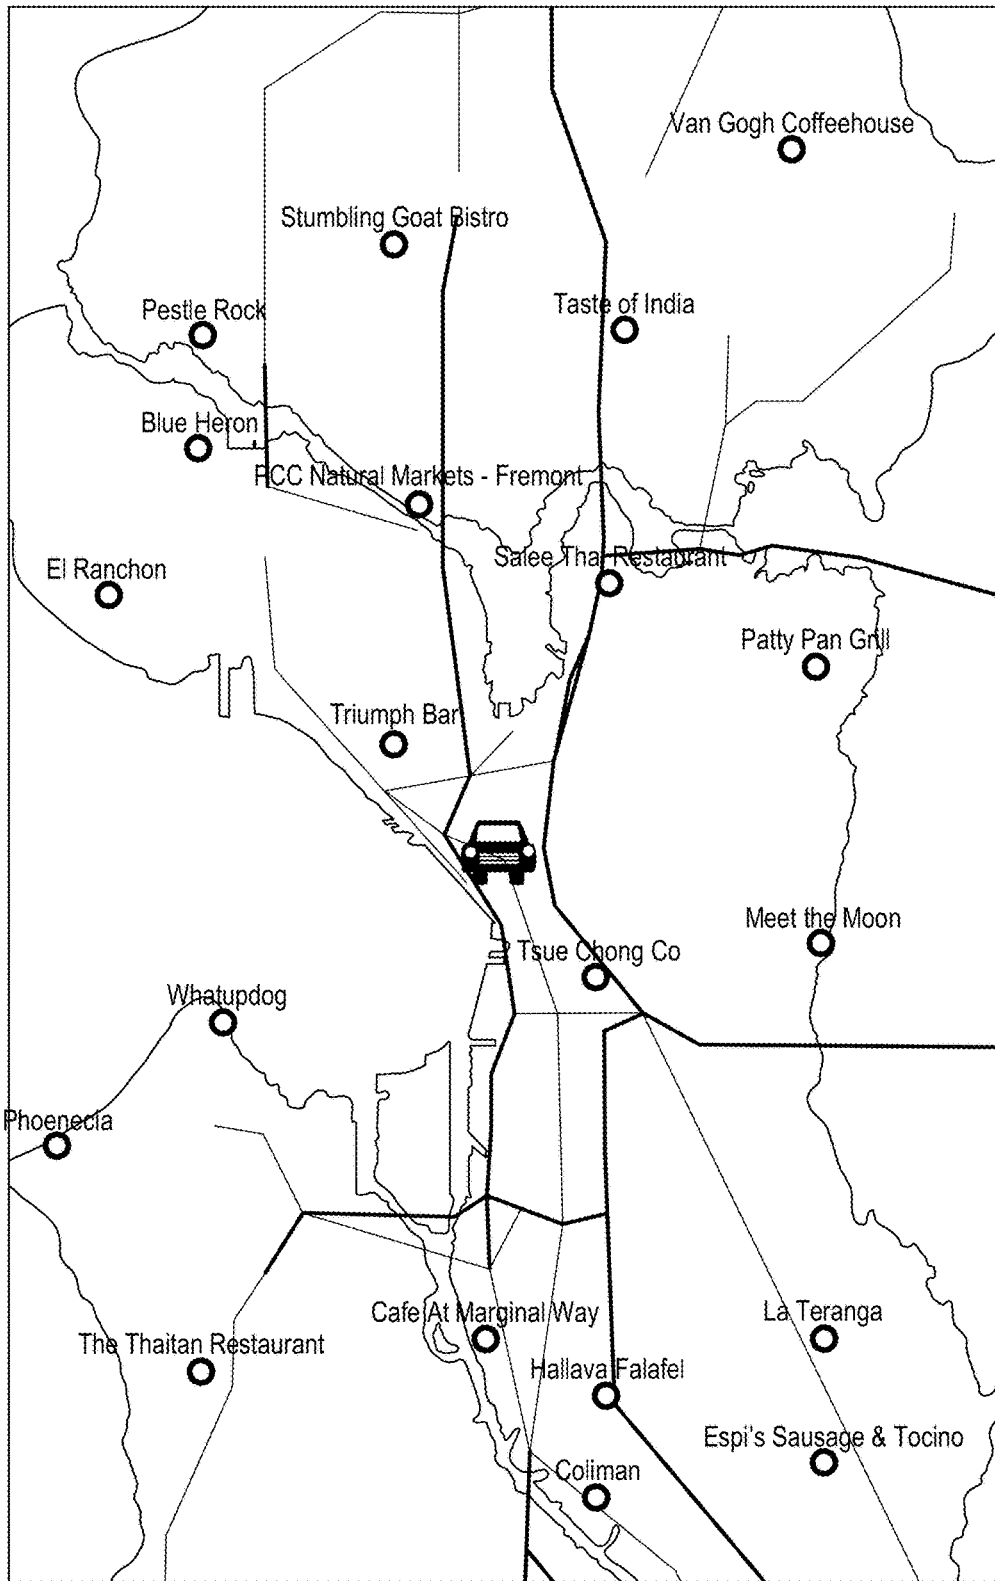 Van Gogh Coffeehouse
Stumbling Goat Bistro
Pestle Rock
Taste of India
Blue Heron
PCC Natural Markets - Fremont
Salee Thai Restaurant
El Ranchon
Patty Pan Grill
Triumph Bar
Meet the Moon
Tsue Chong Co
Whatupdog
Phoenecia
Cafe At Marginal Way
La Teranga
The Thaitan Restaurant
Hallava Falafel
Espi's Sausage & Tocino
Coliman